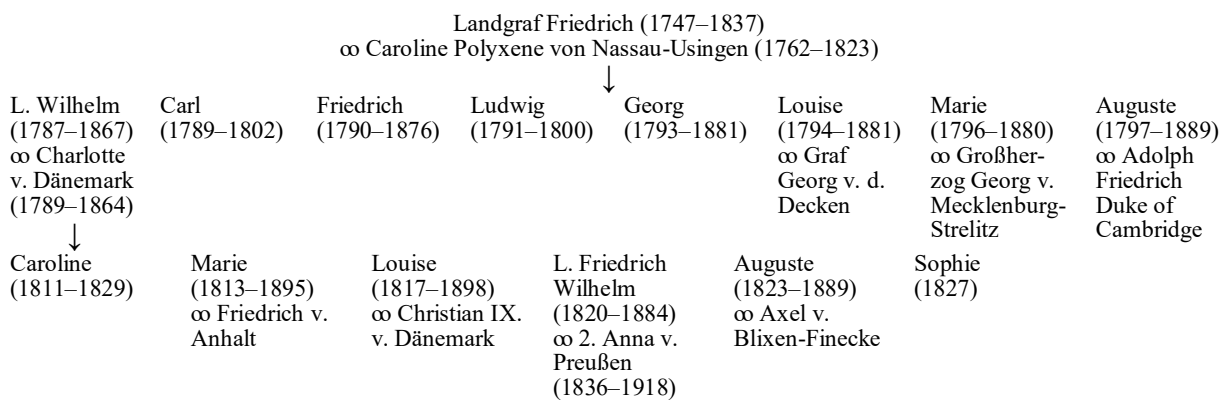 Landgraf Friedrich (1747–1837)
∞ Caroline Polyxene von Nassau-Usingen (1762–1823)
↓
L. Wilhelm
(1787–1867)
∞ Charlotte
v. Dänemark
(1789–1864)
↓
Carl
(1789–1802)
Friedrich
(1790–1876)
Ludwig
(1791–1800)
Georg
(1793–1881)
Louise
(1794–1881)
∞ Graf
Georg v. d.
Decken
Marie
(1796–1880)
∞ Großher-
zog Georg v.
Mecklenburg-
Strelitz
Auguste
(1797–1889)
∞ Adolph
Friedrich
Duke of
Cambridge
Caroline
(1811–1829)
Marie
(1813–1895)
∞ Friedrich v.
Anhalt
Louise
(1817–1898)
∞ Christian IX.
v. Dänemark
L. Friedrich
Wilhelm
(1820–1884)
∞ 2. Anna v.
Preußen
(1836–1918)
Auguste
(1823–1889)
∞ Axel v.
Blixen-Finecke
Sophie
(1827)